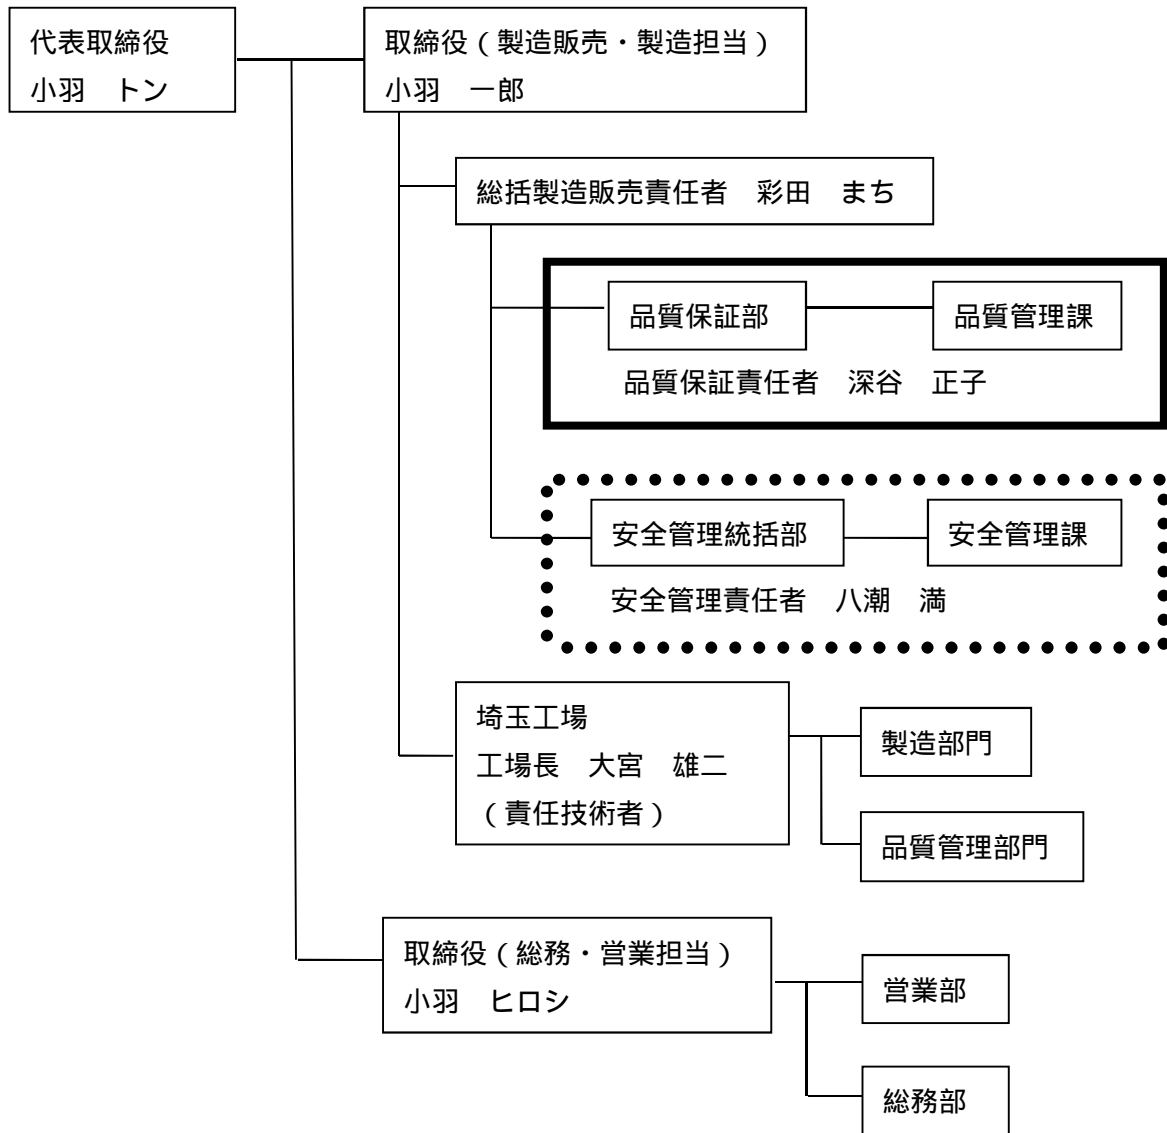 代表取締役
小羽　トン
取締役（製造販売・製造担当）
小羽　一郎
総括製造販売責任者　彩田　まち
品質保証部
品質管理課
品質保証責任者　深谷　正子
安全管理統括部
安全管理課
安全管理責任者　八潮　満
埼玉工場
工場長　大宮　雄二
（責任技術者）
製造部門
品質管理部門
取締役（総務・営業担当）
小羽　ヒロシ
営業部
総務部